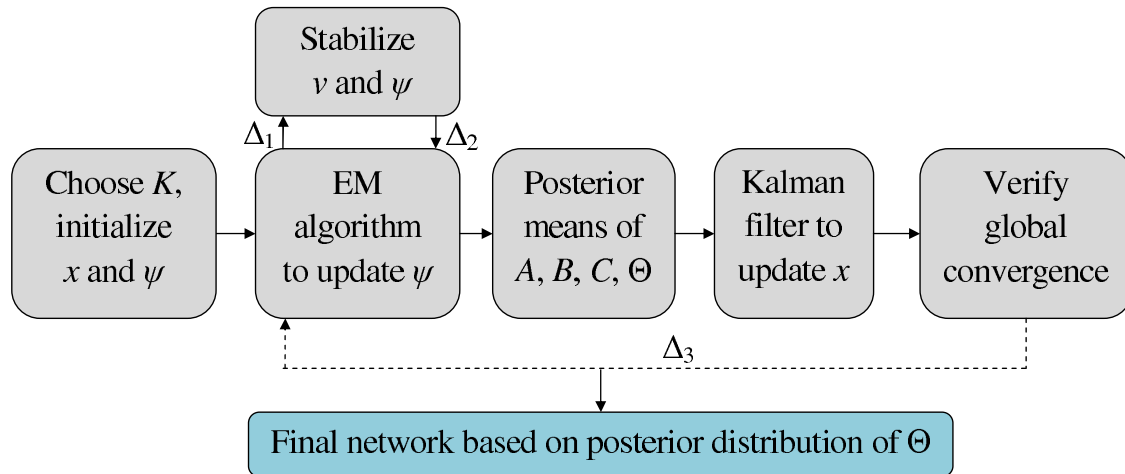 Stabilize
v and ψ
Δ1
Δ2
Choose K,
initialize
x and ψ
EM
algorithm
to update ψ
Posterior
means of
A, B, C, Θ
Kalman
filter to
update x
Verify
global
convergence
Δ3
Final network based on posterior distribution of Θ